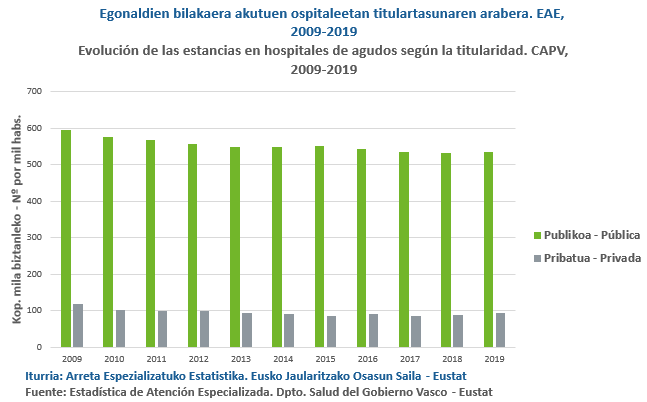 Egonaldien bilakaera akutuen ospitaleetan titulartasunaren arabera. EAE,
2009-2019
Evolución de las estancias en hospitales de agudos según la titularidad. CAPV,
2009-2019
Kop. mila biztanleko - Nº por mil habs.
700
600
500
400
300
200
100
0
2009 2010 2011 2012 2013 2014 2015 2016 2017 2018 2019
Publikoa - Pública
Pribatua - Privada
Iturria: Arreta Espezializatuko Estatistika. Eusko Jaularitzako Osasun Saila - Eustat
Fuente: Estadística de Atención Especializada. Dpto. Salud del Gobierno Vasco - Eustat